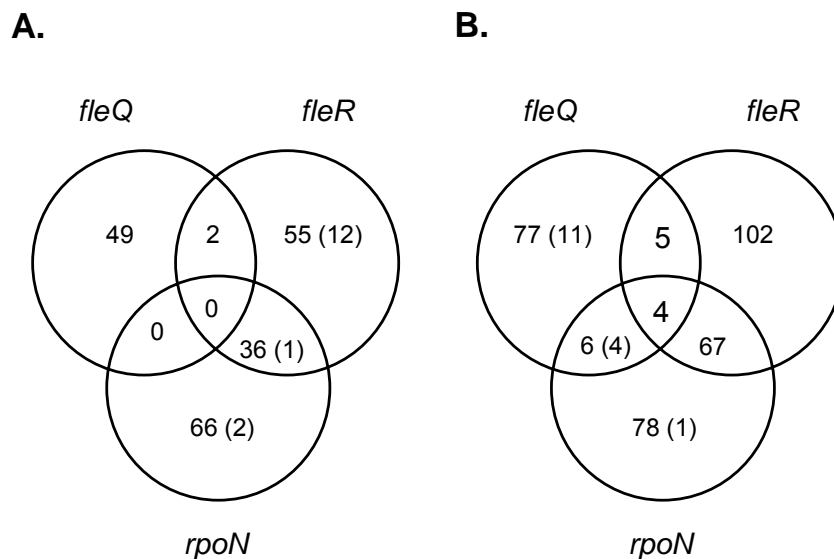 A.
B.
fleQ
fleR
fleQ
fleR
49
2
55 (12)
77 (11)
5
102
0
0
36 (1)
4
6 (4)
67
66 (2)
78 (1)
rpoN
rpoN